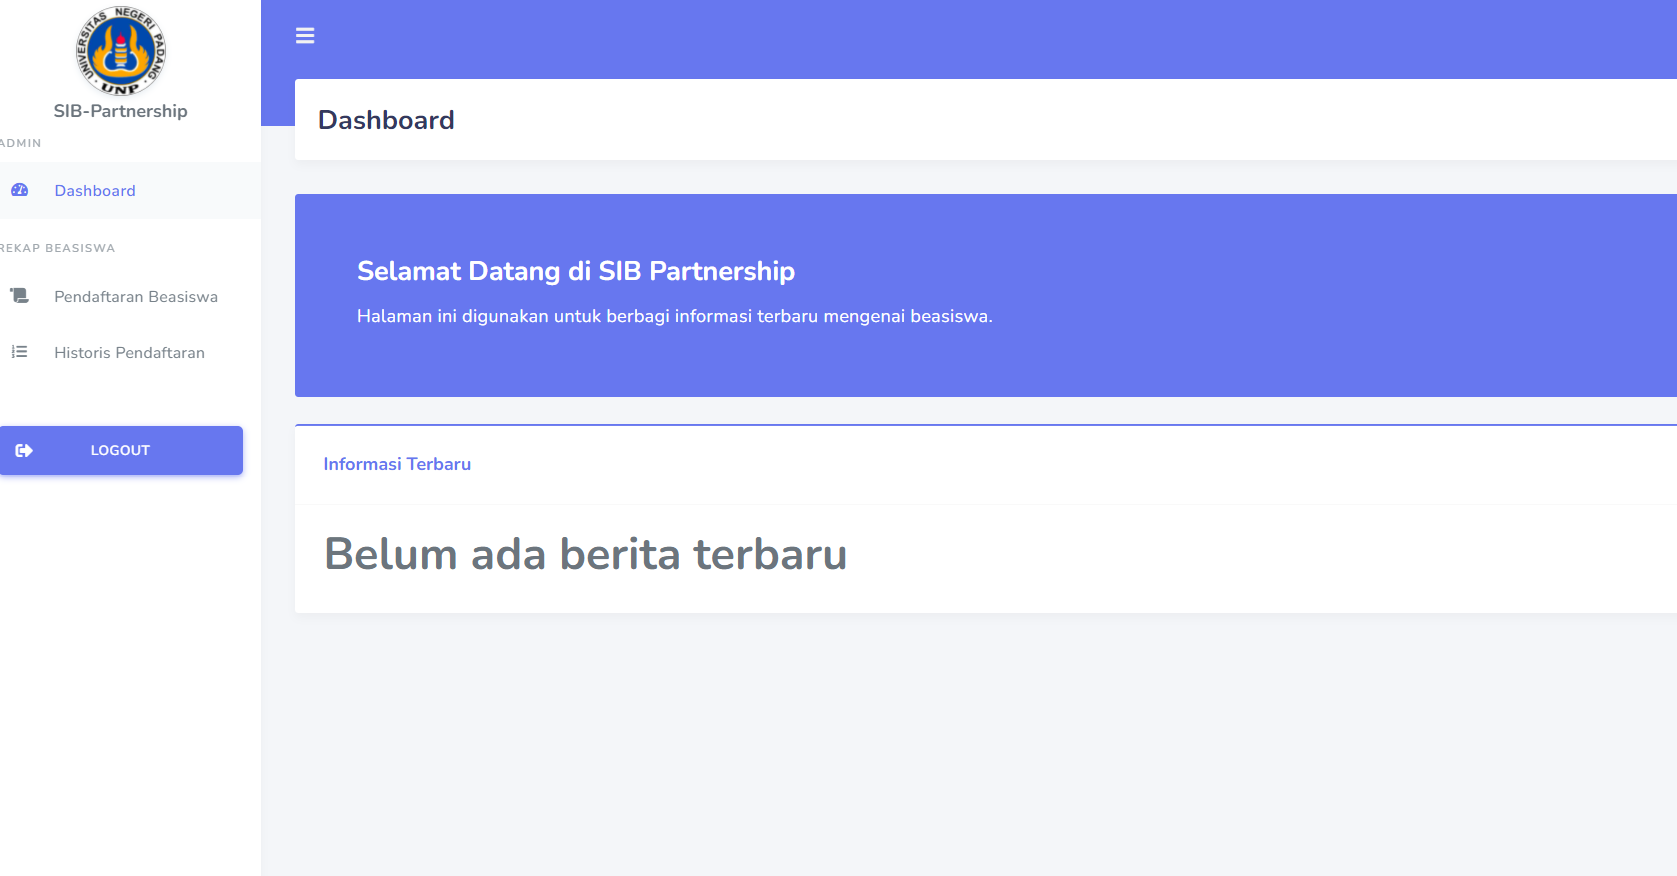 UNIVERSITAS NEGERI PADANG
UNP
SIB-Partnership
ADMIN
Dashboard
REKAP BEASISWA
Pendaftaran Beasiswa
Historis Pendaftaran
LOGOUT
Dashboard
Selamat Datang di SIB Partnership
Halaman ini digunakan untuk berbagi informasi terbaru mengenai beasiswa.
Informasi Terbaru
Belum ada berita terbaru